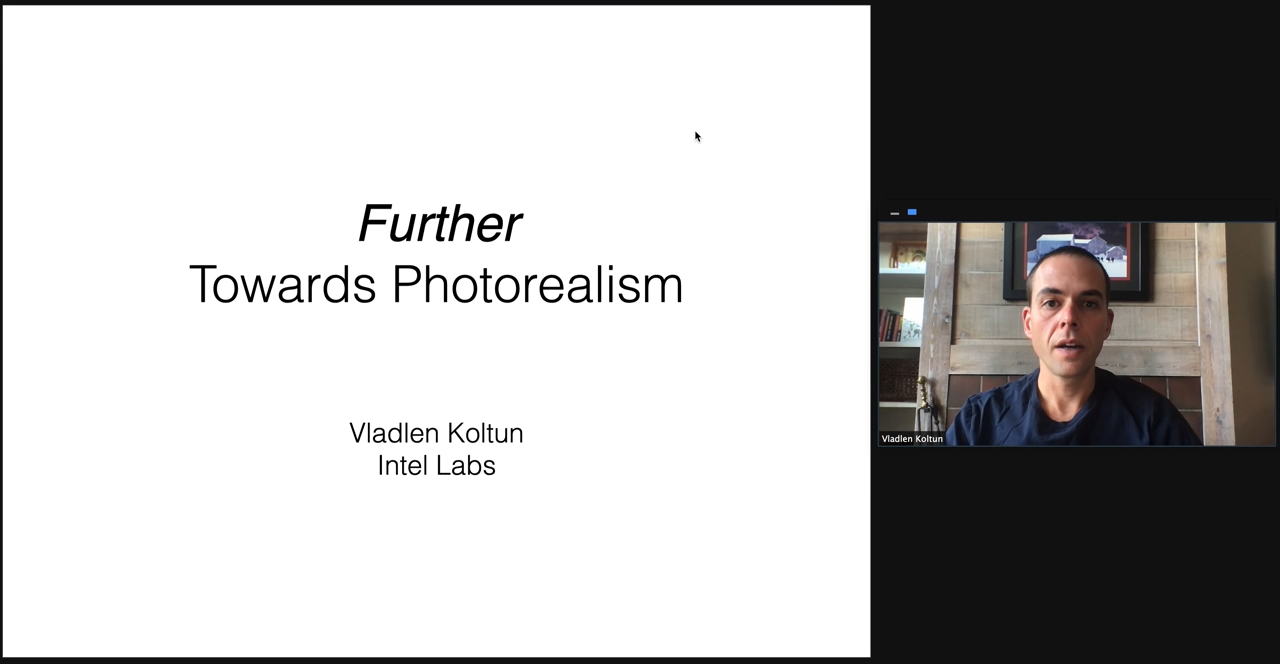 Further
Towards Photorealism
Vladlen Koltun
Intel Labs
Vladlen Koltun